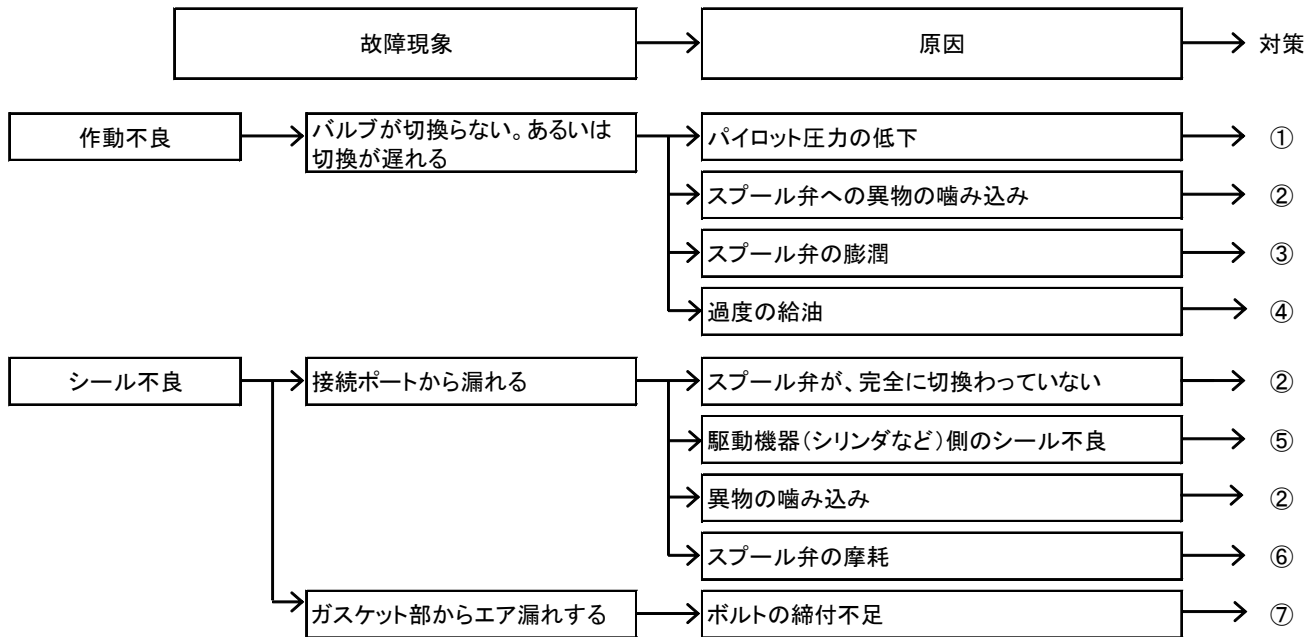 故障現象
原因
対策
作動不良
バルブが切換らない。あるいは
切換が遅れる
パイロット圧力の低下
①
スプール弁への異物の噛み込み
②
スプール弁の膨潤
③
過度の給油
④
シール不良
接続ポートから漏れる
スプール弁が、完全に切換わっていない
②
駆動機器(シリンダなど)側のシール不良
⑤
異物の噛み込み
②
スプール弁の摩耗
⑥
ガスケット部からエア漏れする
ボルトの締付不足
⑦